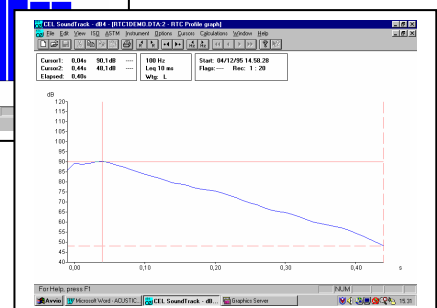 CEL SoundTrack - dB4 - [RTC1DEMO.DTA:2 - RTC Profile graph]
File Edit View ISO ASTM Instrument Options Cursors Calculations Window Help
Cursor1: 0,04s 90,1dB ----
Cursor2: 0,44s 48,1dB ----
Elapsed: 0,40s
100 Hz
Leq 10 ms
Wtg: L
Start: 04/12/95 14.58.28
Flags: --- Rec: 1 : 20
dB
120
115
110
105
100
95
90
85
80
75
70
65
60
55
50
45
40
0,00 0,10 0,20 0,30 0,40 s
For Help, press F1 NUM
Avvio Microsoft Word - ACUSTIC... CEL SoundTrack - dB... Graphics Server 15.31